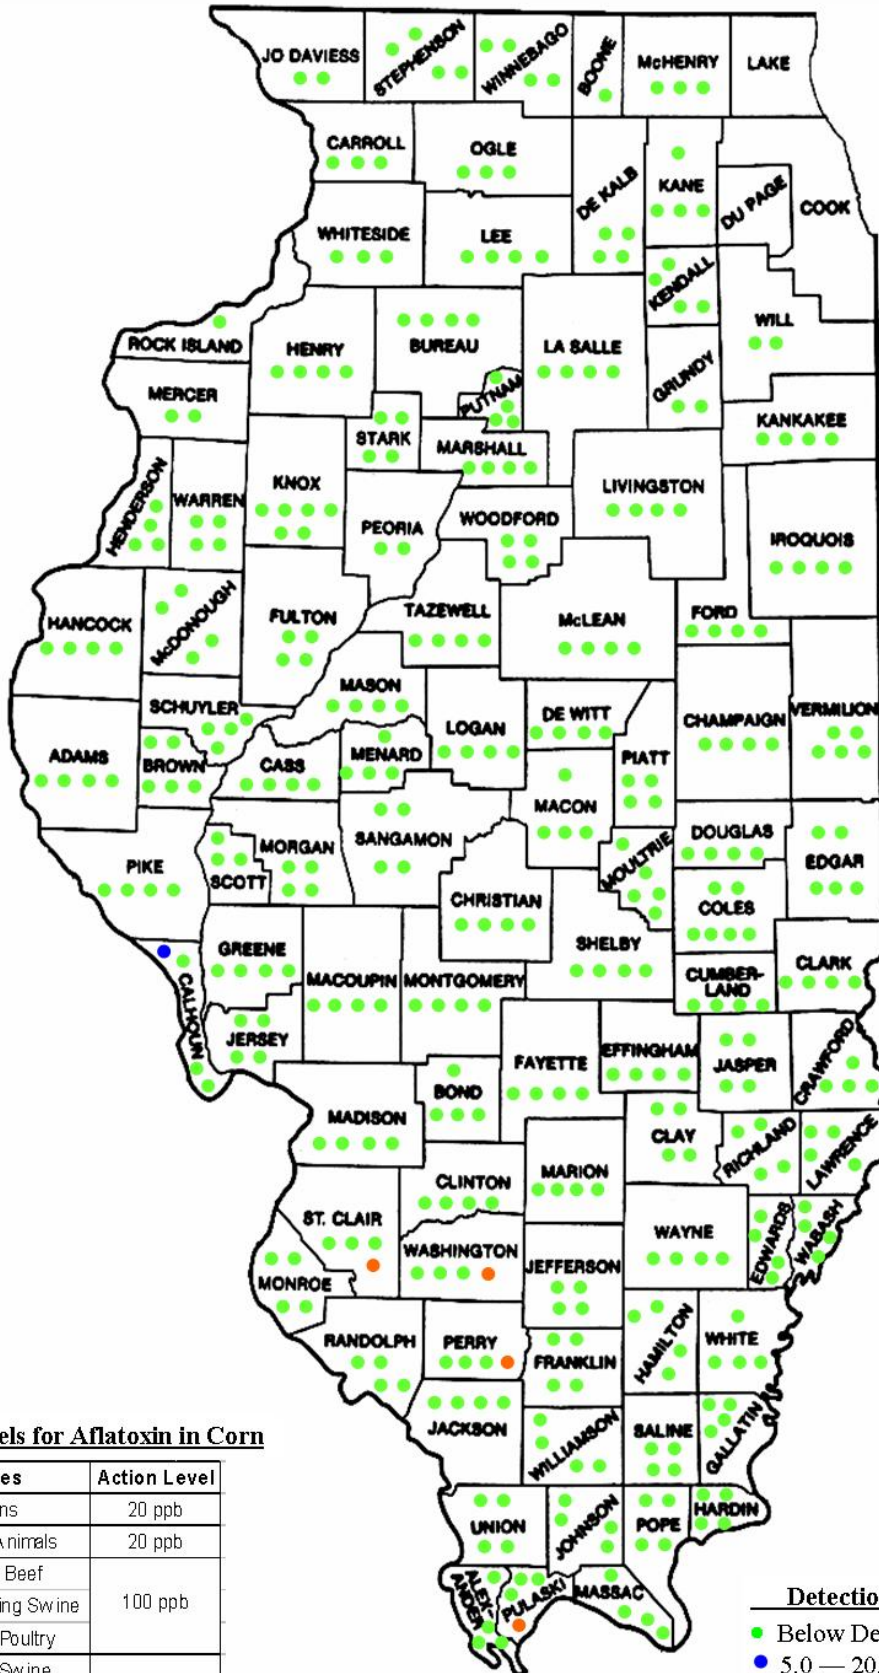 JO DAVIESS
STEPHENSON
WINNEBAGO
BOONE
McHENRY
LAKE
CARROLL
OGLE
DE KALB
KANE
DU PAGE
COOK
WHITESIDE
LEE
KENDALL
ROCK ISLAND
HENRY
BUREAU
LA SALLE
WILL
MERCER
PUTNAM
GRUNDY
STARK
MARSHALL
KANKAKEE
HENDERSON
WARREN
KNOX
PEORIA
WOODFORD
LIVINGSTON
IROQUOIS
HANCOCK
McDONOUGH
FULTON
TAZEWELL
McLEAN
FORD
SCHUYLER
MASON
LOGAN
DE WITT
CHAMPAIGN
VERMILION
ADAMS
BROWN
CASS
MENARD
PIATT
MACON
PIKE
SCOTT
MORGAN
SANGAMON
MOULTRIE
DOUGLAS
EDGAR
CHRISTIAN
COLES
CALHOUN
GREENE
MACOUPIN
MONTGOMERY
SHELBY
CUMBER-
LAND
CLARK
JERSEY
FAYETTE
EFFINGHAM
JASPER
CRAWFORD
MADISON
BOND
CLAY
RICHLAND
LAWRENCE
CLINTON
MARION
ST. CLAIR
WASHINGTON
WAYNE
EDWARDS
WABASH
MONROE
JEFFERSON
RANDOLPH
PERRY
FRANKLIN
HAMILTON
WHITE
JACKSON
WILLIAMSON
SALINE
GALLATIN
UNION
JOHNSON
POPE
HARDIN
ALEX-
ANDER
PULASKI
MASSAC
els for Aflatoxin in Corn
es Action Level
ns 20 ppb
Animals 20 ppb
Beef
ing Swine 100 ppb
Poultry
Swine
Detectio
Below De
5.0 — 20